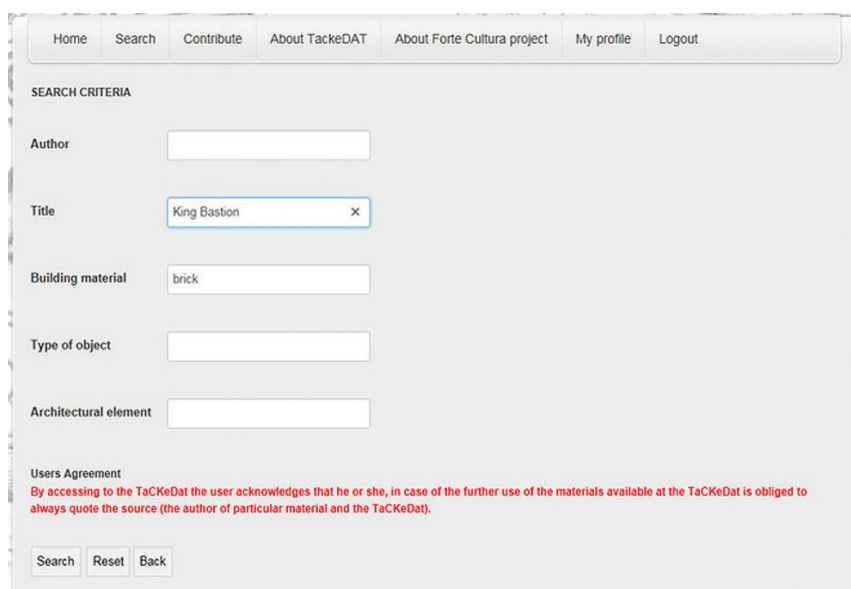 Home Search Contribute About TackeDAT About Forte Cultura project My profile Logout
SEARCH CRITERIA
Author
Title King Bastion ×
Building material brick
Type of object
Architectural element
Users Agreement
By accessing to the TaCKeDat the user acknowledges that he or she, in case of the further use of the materials available at the TaCKeDat is obliged to
always quote the source (the author of particular material and the TaCKeDat).
Search Reset Back